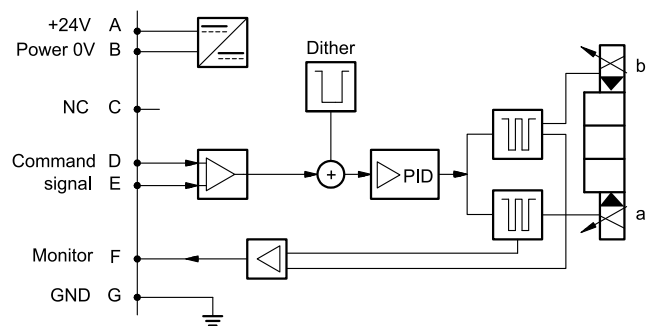 +24V A
Power 0V B
Dither
b
NC C
Command D
signal E
PID
a
Monitor F
GND G